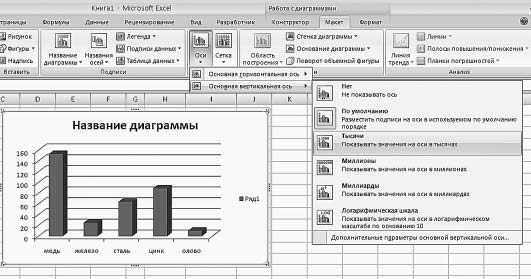 Книга1 - Microsoft Excel
Работа с диаграммами
страницы Формулы Данные Рецензирование Вид Разработчик Конструктор Макет Формат
Рисунок
Фигуры
Надпись
Вставить
Название диаграммы
Названия осей
Легенда
Подписи данных
Таблица данных
Подписи
Оси
Сетка
Область построения
Стенка диаграммы
Основание диаграммы
Поворот объемной фигуры
Линия тренда
Линии
Полосы повышения/понижения
Планки погрешностей
Анализ
Основная горизонтальная ось
Основная вертикальная ось
C D E F G H I J K
Нет
Не показывать ось
По умолчанию
Разместить подписи на оси в используемом по умолчанию
порядке
Тысячи
Показывать значения на оси в тысячах
Миллионы
Показывать значения на оси в миллионах
Миллиарды
Показывать значения на оси в миллиардах
Логарифмическая шкала
Показывать значения на оси в логарифмическом
масштабе по основанию 10
Дополнительные параметры основной вертикальной оси...
Название диаграммы
160
140
120
100
80
60
40
20
0
медь железо сталь цинк олово
Ряд1